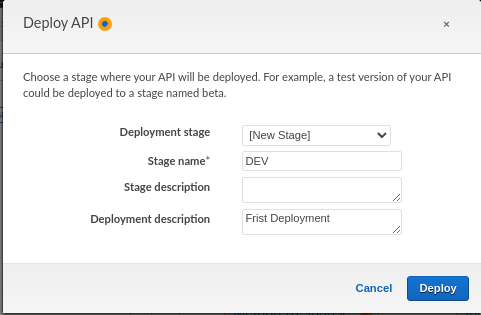 Deploy API
×
Choose a stage where your API will be deployed. For example, a test version of your API
could be deployed to a stage named beta.
Deployment stage [New Stage]
Stage name* DEV
Stage description
Deployment description Frist Deployment
Cancel Deploy